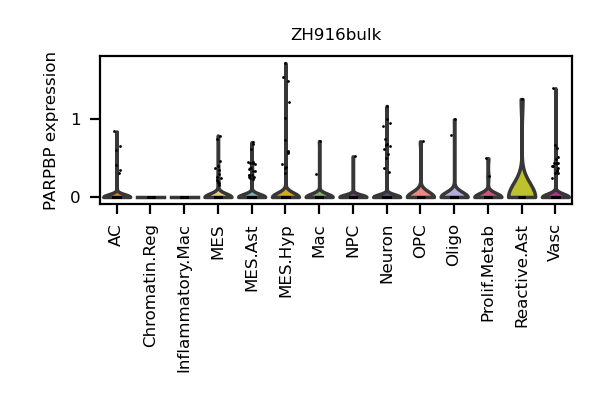 ZH916bulk
PARPBP expression
1
0
AC
Chromatin.Reg
Inflammatory.Mac
MES
MES.Ast
MES.Hyp
Mac
NPC
Neuron
OPC
Oligo
Prolif.Metab
Reactive.Ast
Vasc